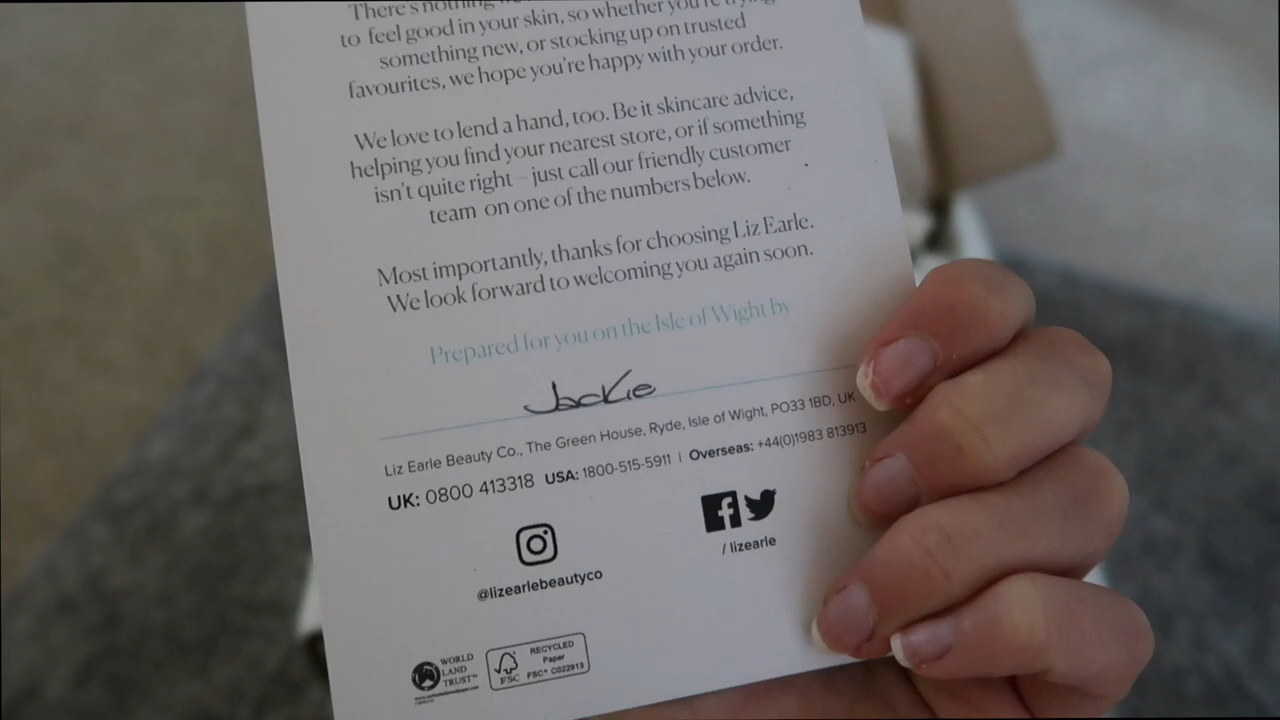 There's nothing
to feel good in your skin, so whether you're trying
something new, or stocking up on trusted
favourites, we hope you're happy with your order.
We love to lend a hand, too. Be it skincare advice,
helping you find your nearest store, or if something
isn't quite right – just call our friendly customer
team on one of the numbers below.
Most importantly, thanks for choosing Liz Earle.
We look forward to welcoming you again soon.
Prepared for you on the Isle of Wight by
Jackie
Liz Earle Beauty Co., The Green House, Ryde, Isle of Wight, PO33 1BD, UK
UK: 0800 413318 USA: 1800-515-5911 | Overseas: +44(0)1983 813913
@lizearlebeautyco
/ lizearle
WORLD
LAND
TRUST™
FSC
RECYCLED
Paper
FSC® C022913